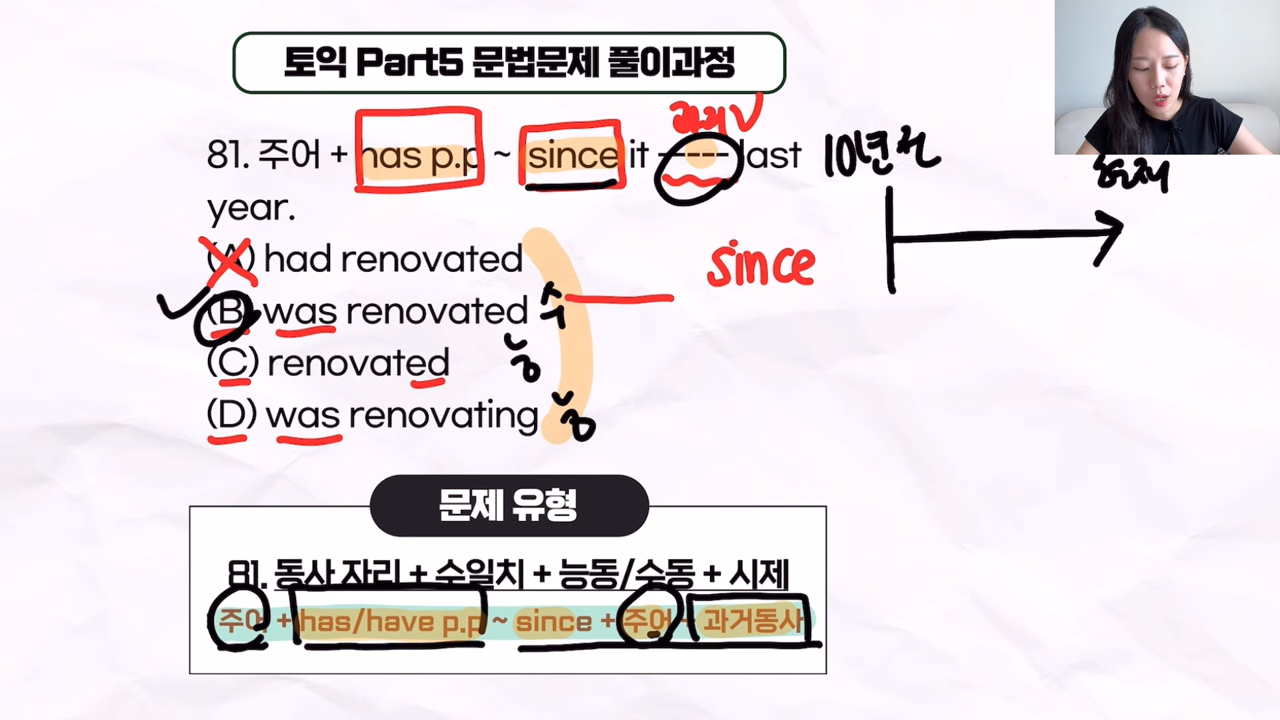 토익 Part5 문법문제 풀이과정
과거V
81. 주어 + has p.p ~ since it ----- last
year.
10년전
현재
(A) had renovated
since
(B) was renovated 수
(C) renovated 능
(D) was renovating 능
문제 유형
81. 동사 자리 + 수일치 + 능동/수동 + 시제
주어 + has/have p.p ~ since + 주어 + 과거동사